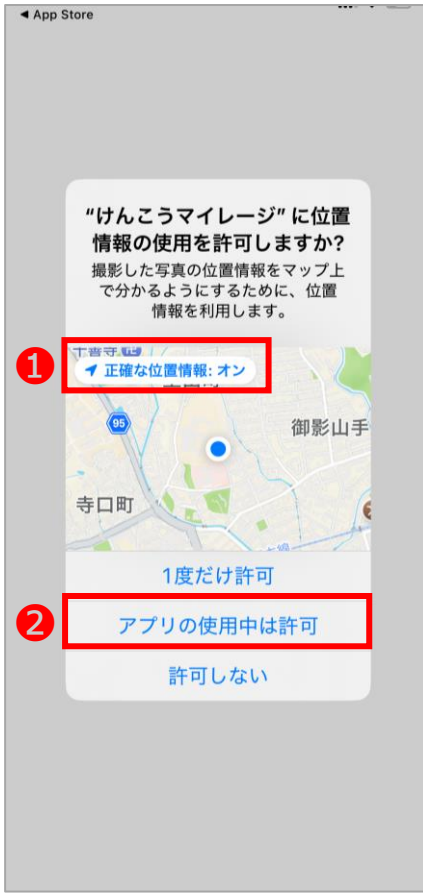 ◀ App Store
“けんこうマイレージ” に位置
情報の使用を許可しますか?
撮影した写真の位置情報をマップ上
で分かるようにするために、位置
情報を利用します。
1
正確な位置情報: オン
95
御影山手
寺口町
1度だけ許可
2
アプリの使用中は許可
許可しない